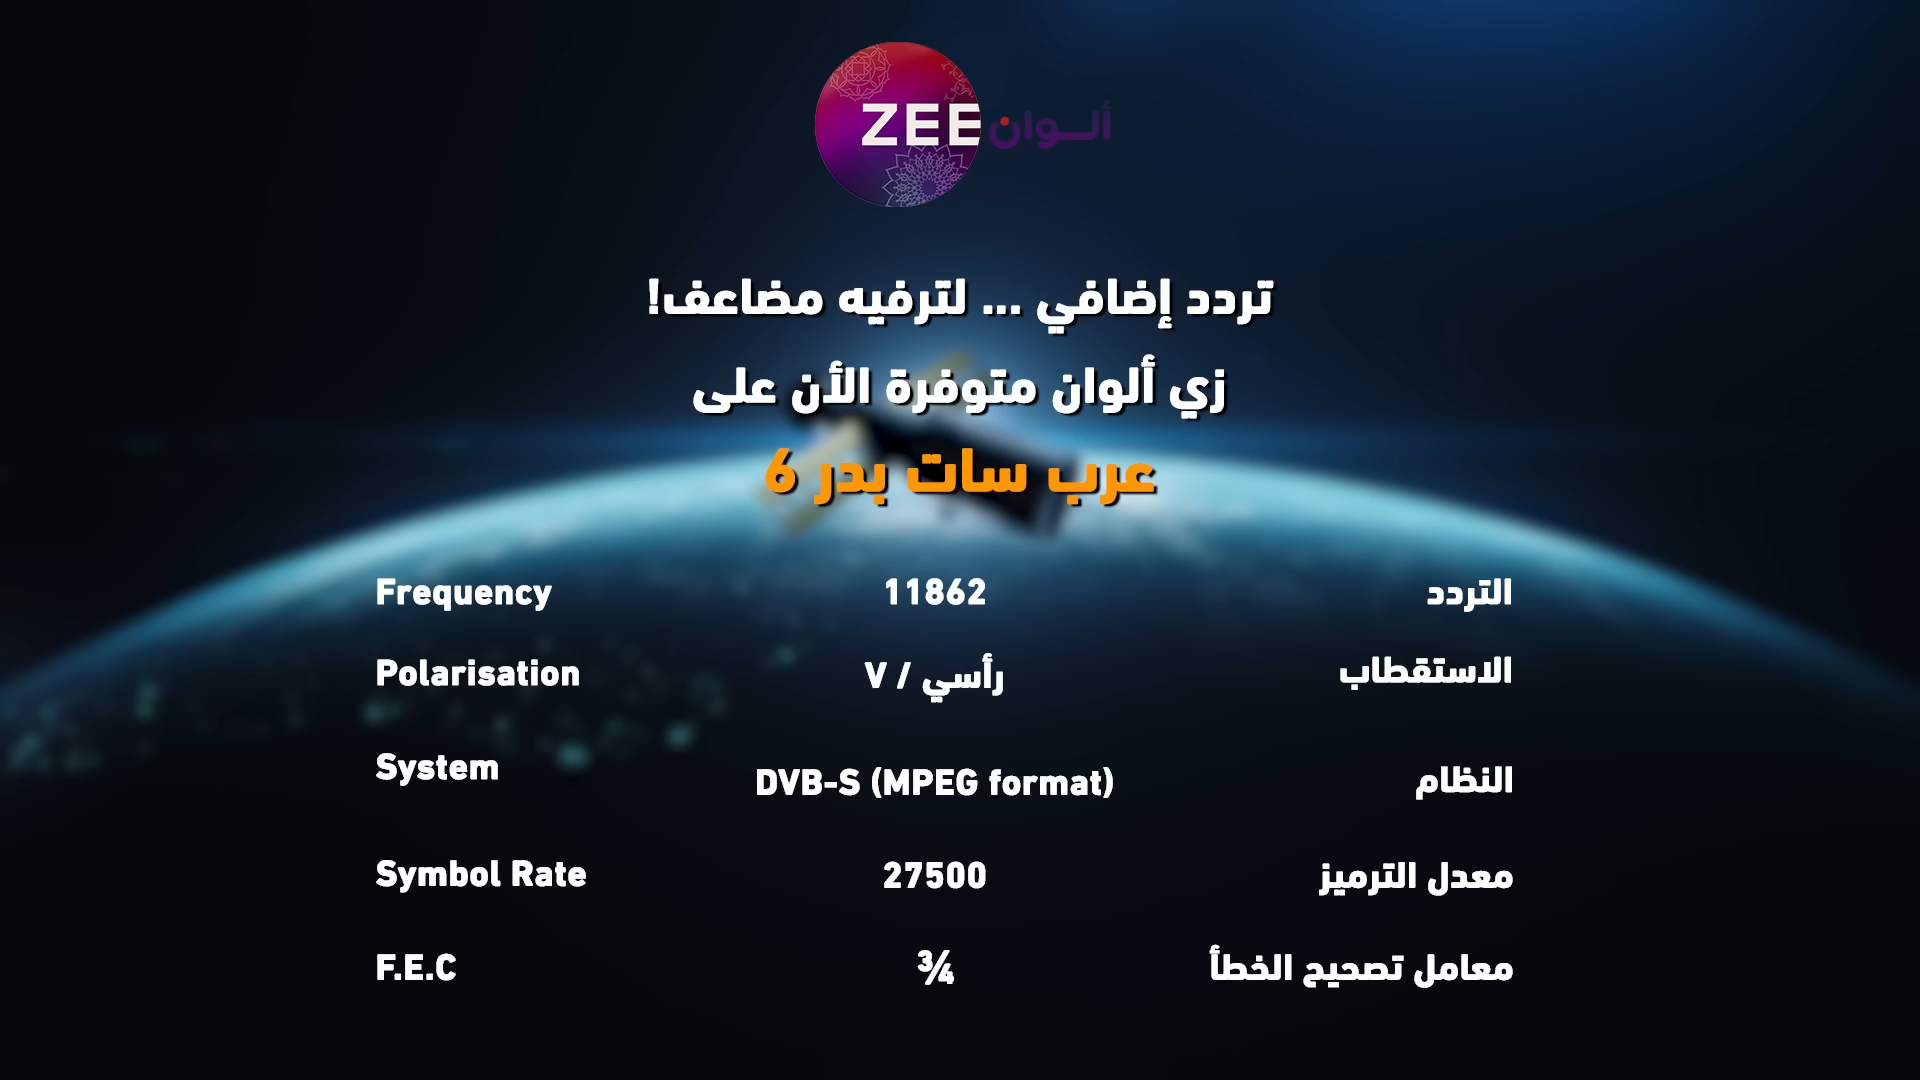 ZEE ألوان
تردد إضافي ... لترفيه مضاعف!
زي ألوان متوفرة الأن على
عرب سات بدر 6
Frequency 11862 التردد
Polarisation رأسي / V الاستقطاب
System DVB-S (MPEG format) النظام
Symbol Rate 27500 معدل الترميز
F.E.C ¾ معامل تصحيح الخطأ